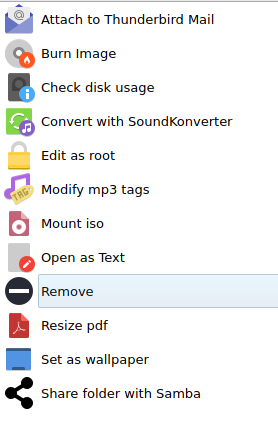 Attach to Thunderbird Mail
Burn Image
Check disk usage
Convert with SoundKonverter
Edit as root
Modify mp3 tags
TAG
Mount iso
Open as Text
Remove
Resize pdf
Set as wallpaper
Share folder with Samba